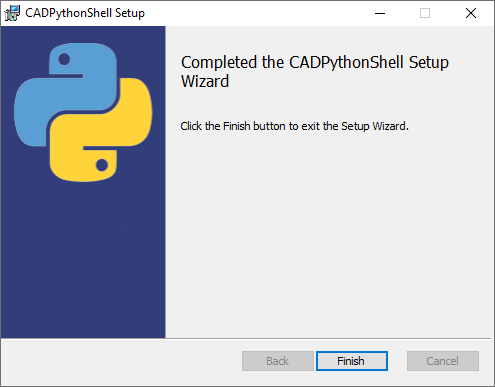 CADPythonShell Setup
Completed the CADPythonShell Setup
Wizard
Click the Finish button to exit the Setup Wizard.
Back
Finish
Cancel